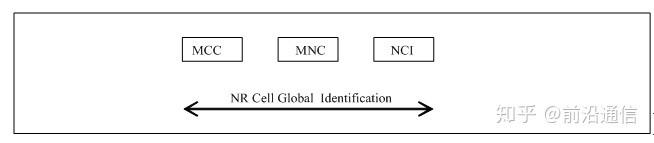 MCC MNC NCI
NR Cell Global Identification
知乎 @前沿通信